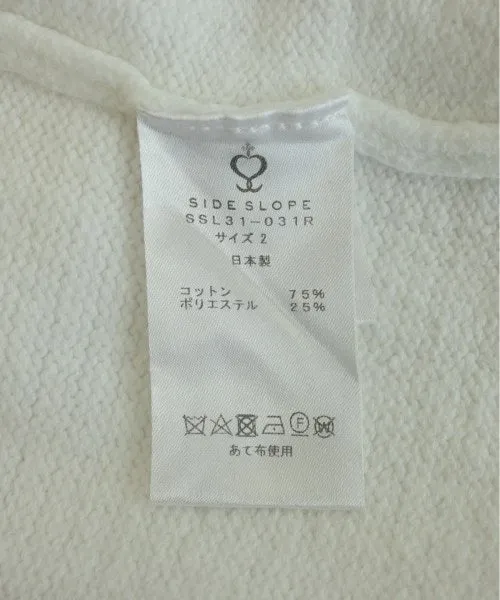 SIDE SLOPE
SSL31-031R
サイズ 2
日本製
コットン 75%
ポリエステル 25%
F W
あて布使用